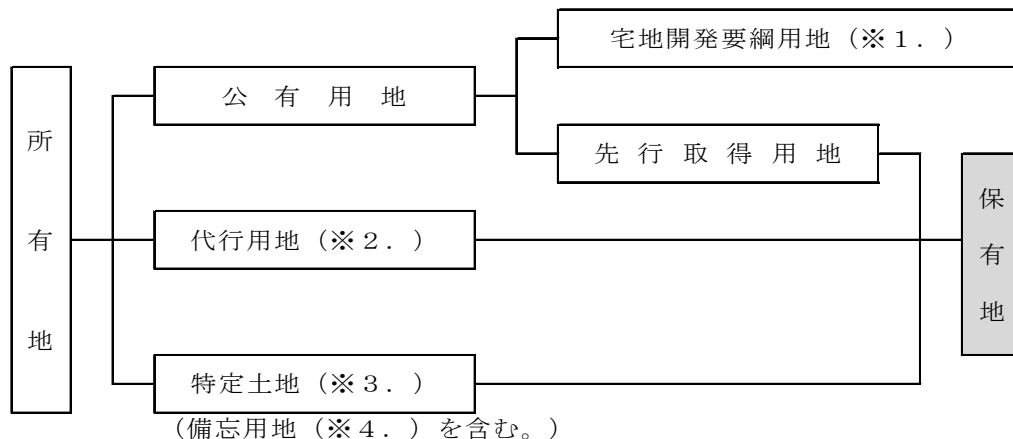 宅地開発要綱用地（※１．）
公有用地
先行取得用地
所有地
代行用地（※２．）
保有地
特定土地（※３．）
（備忘用地（※４．）を含む。）